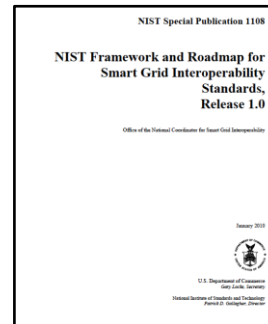 NIST Special Publication 1108
NIST Framework and Roadmap for
Smart Grid Interoperability
Standards,
Release 1.0
Office of the National Coordinator for Smart Grid Interoperability
January 2010
U.S. Department of Commerce
Gary Locke, Secretary
National Institute of Standards and Technology
Patrick D. Gallagher, Director